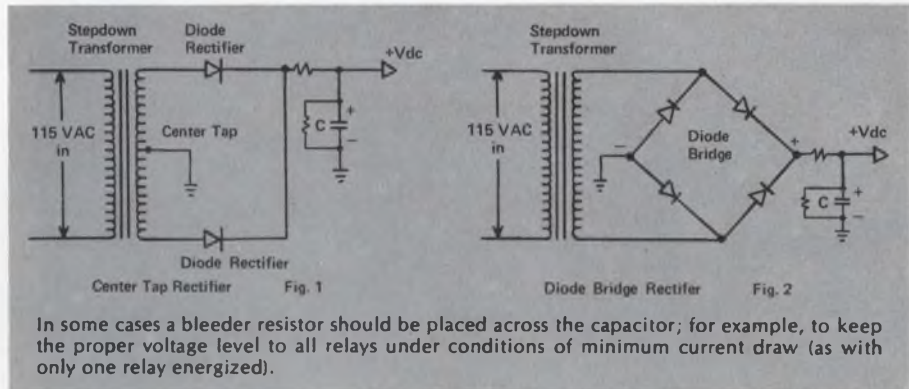 Stepdown
Transformer
Diode
Rectifier
+Vdc
115 VAC
in
Center Tap
C
+
−
Diode Rectifier
Center Tap Rectifier
Fig. 1
Stepdown
Transformer
115 VAC
in
−
Diode
Bridge
+
+Vdc
C
+
−
Diode Bridge Rectifer
Fig. 2
In some cases a bleeder resistor should be placed across the capacitor; for example, to keep
the proper voltage level to all relays under conditions of minimum current draw (as with
only one relay energized).